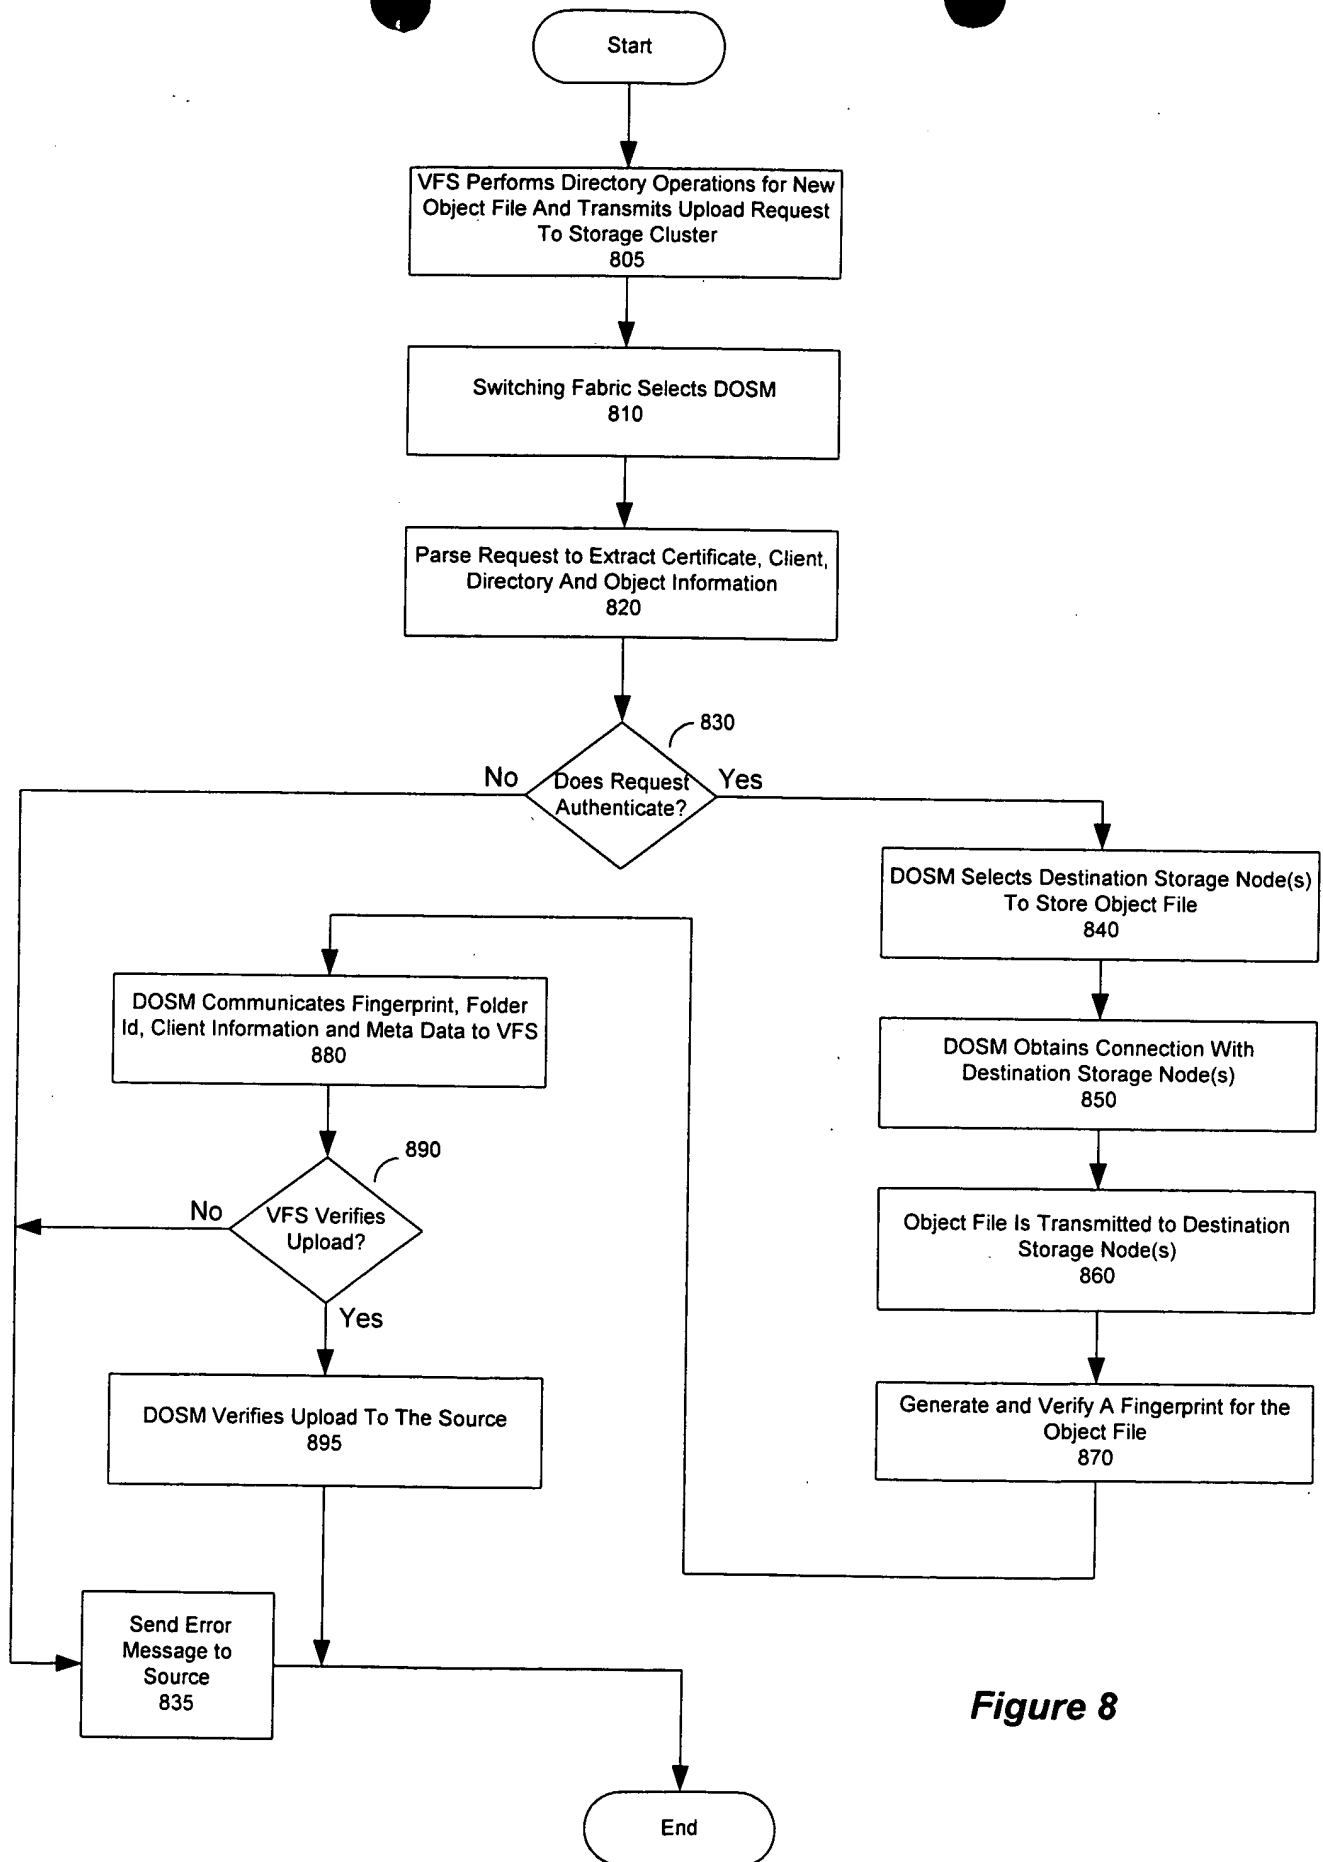 Start
VFS Performs Directory Operations for New
Object File And Transmits Upload Request
To Storage Cluster
805
Switching Fabric Selects DOSM
810
Parse Request to Extract Certificate, Client,
Directory And Object Information
820
830
No
Does Request
Authenticate?
Yes
DOSM Selects Destination Storage Node(s)
To Store Object File
840
DOSM Obtains Connection With
Destination Storage Node(s)
850
Object File Is Transmitted to Destination
Storage Node(s)
860
Generate and Verify A Fingerprint for the
Object File
870
DOSM Communicates Fingerprint, Folder
Id, Client Information and Meta Data to VFS
880
890
No
VFS Verifies
Upload?
Yes
DOSM Verifies Upload To The Source
895
Send Error
Message to
Source
835
Figure 8
End